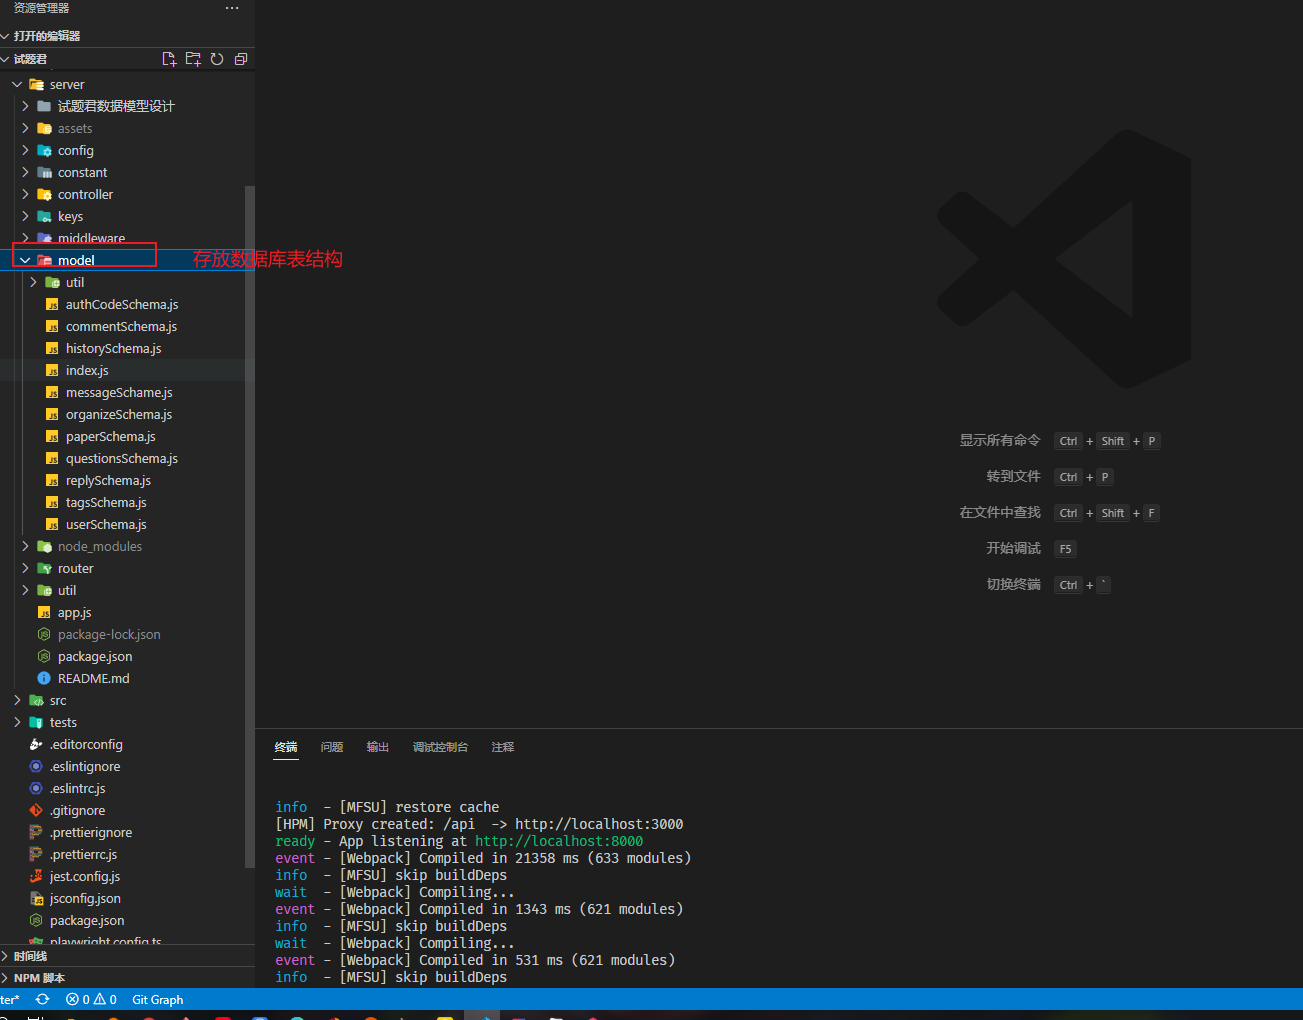 资源管理器 ···
打开的编辑器
试题君
server
试题君数据模型设计
assets
config
constant
controller
keys
middleware
model 存放数据库表结构
util
authCodeSchema.js
commentSchema.js
historySchema.js
index.js
messageSchame.js
organizeSchema.js
paperSchema.js
questionsSchema.js
replySchema.js
tagsSchema.js
userSchema.js
node_modules
router
util
app.js
package-lock.json
package.json
README.md
src
tests
.editorconfig
.eslintignore
.eslintrc.js
.gitignore
.prettierignore
.prettierrc.js
jest.config.js
jsconfig.json
package.json
playwright.config.ts
时间线
NPM 脚本
显示所有命令 Ctrl + Shift + P
转到文件 Ctrl + P
在文件中查找 Ctrl + Shift + F
开始调试 F5
切换终端 Ctrl + `
终端 问题 输出 调试控制台 注释
info - [MFSU] restore cache
[HPM] Proxy created: /api -> http://localhost:3000
ready - App listening at http://localhost:8000
event - [Webpack] Compiled in 21358 ms (633 modules)
info - [MFSU] skip buildDeps
wait - [Webpack] Compiling...
event - [Webpack] Compiled in 1343 ms (621 modules)
info - [MFSU] skip buildDeps
wait - [Webpack] Compiling...
event - [Webpack] Compiled in 531 ms (621 modules)
info - [MFSU] skip buildDeps
ter* 0 0 Git Graph